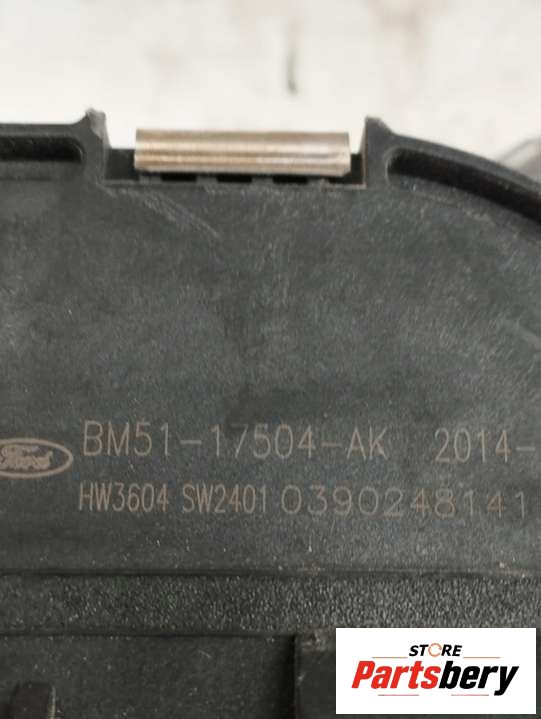 Ford BM51-17504-AK 2014-
HW3604 SW2401 0390248141
STORE
Partsbery